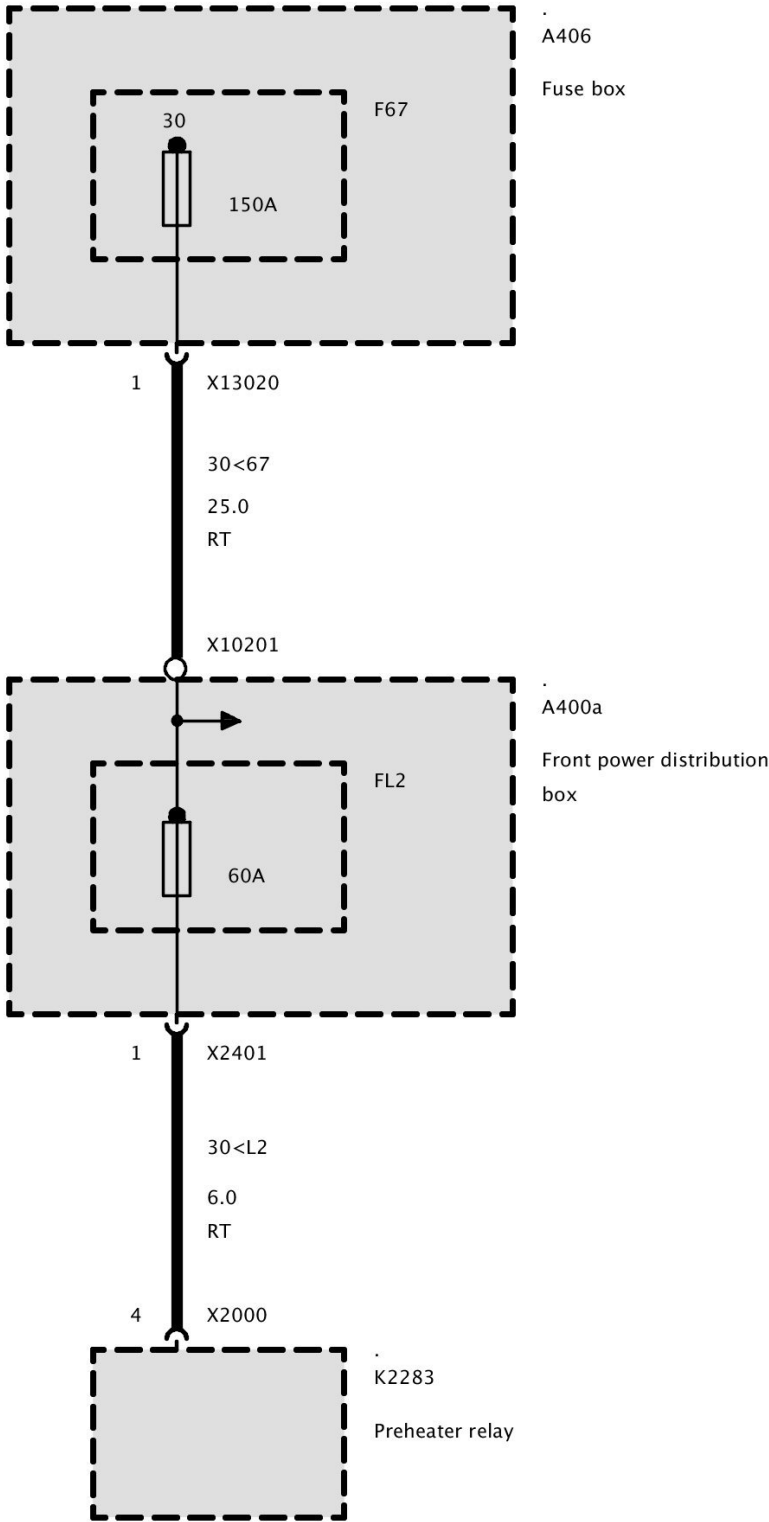 .
A406
Fuse box
F67
30
150A
1 X13020
30<67
25.0
RT
X10201
.
A400a
Front power distribution
box
FL2
60A
1 X2401
30<L2
6.0
RT
4 X2000
.
K2283
Preheater relay